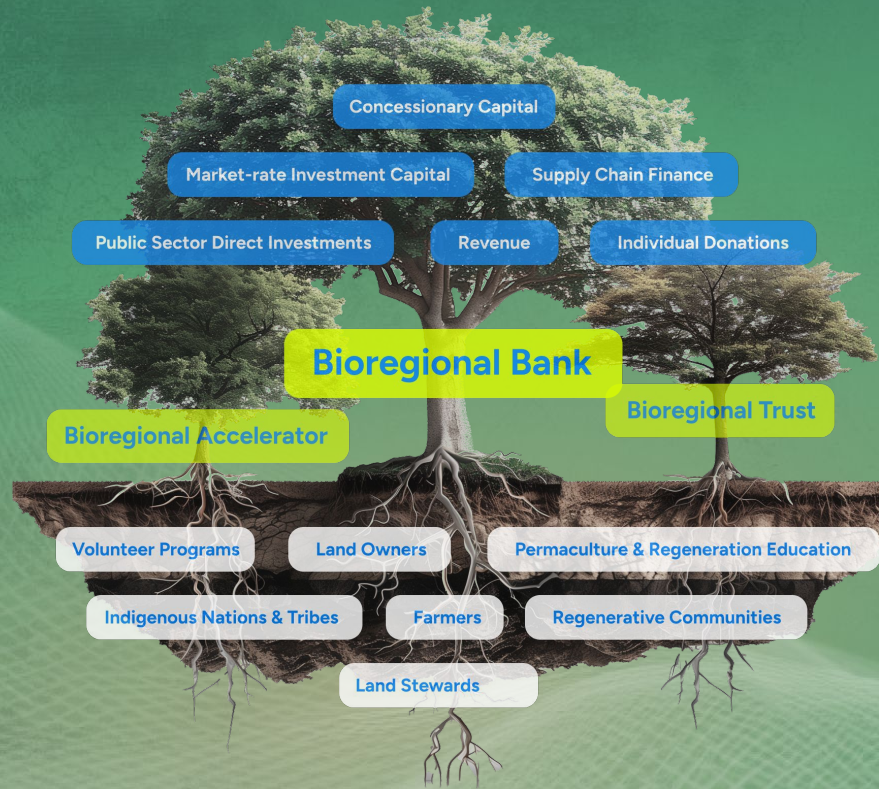 Concessionary Capital
Market-rate Investment Capital
Supply Chain Finance
Public Sector Direct Investments
Revenue
Individual Donations
Bioregional Bank
Bioregional Trust
Bioregional Accelerator
Volunteer Programs
Land Owners
Permaculture & Regeneration Education
Indigenous Nations & Tribes
Farmers
Regenerative Communities
Land Stewards